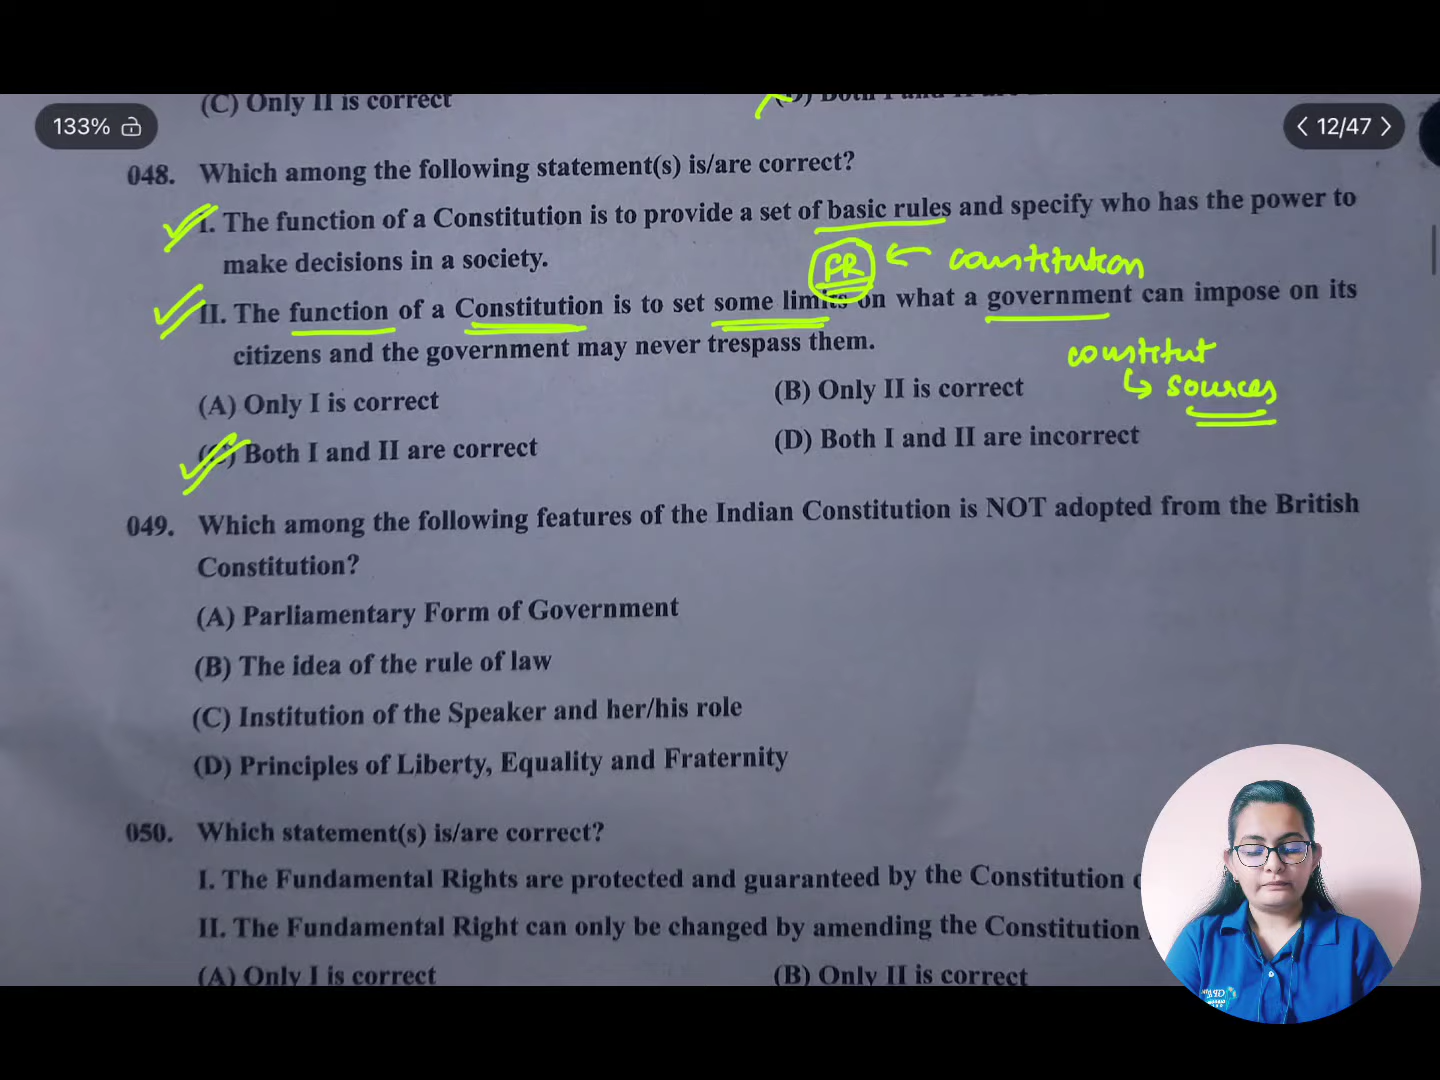 (C) Only II is correct
133%
12/47
048. Which among the following statement(s) is/are correct?
I. The function of a Constitution is to provide a set of basic rules and specify who has the power to
make decisions in a society.
FR ← constitution
II. The function of a Constitution is to set some limits on what a government can impose on its
citizens and the government may never trespass them.
constitut
↳ sources
(A) Only I is correct
(B) Only II is correct
(C) Both I and II are correct
(D) Both I and II are incorrect
049. Which among the following features of the Indian Constitution is NOT adopted from the British
Constitution?
(A) Parliamentary Form of Government
(B) The idea of the rule of law
(C) Institution of the Speaker and her/his role
(D) Principles of Liberty, Equality and Fraternity
050. Which statement(s) is/are correct?
I. The Fundamental Rights are protected and guaranteed by the Constitution
II. The Fundamental Right can only be changed by amending the Constitution
(A) Only I is correct
(B) Only II is correct